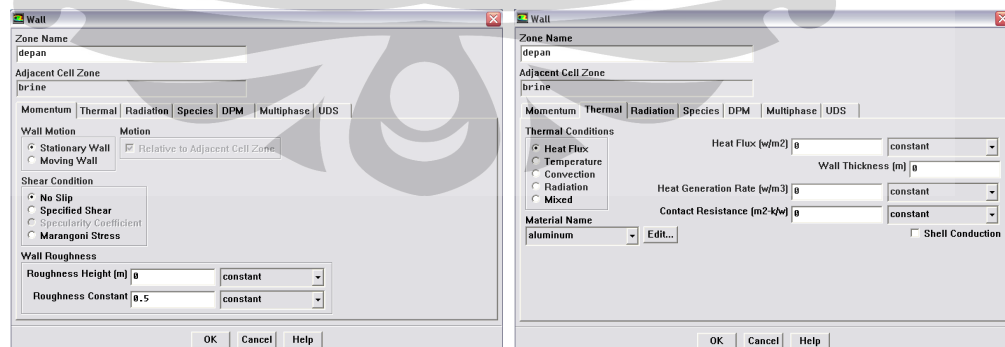 Wall
Zone Name
depan
Adjacent Cell Zone
brine
Momentum Thermal Radiation Species DPM Multiphase UDS
Wall Motion Motion
Stationary Wall Relative to Adjacent Cell Zone
Moving Wall
Shear Condition
No Slip
Specified Shear
Specularity Coefficient
Marangoni Stress
Wall Roughness
Roughness Height (m) 0 constant
Roughness Constant 0.5 constant
OK Cancel Help
Wall
Zone Name
depan
Adjacent Cell Zone
brine
Momentum Thermal Radiation Species DPM Multiphase UDS
Thermal Conditions
Heat Flux
Temperature
Convection
Radiation
Mixed
Heat Flux (w/m2) 0 constant
Wall Thickness (m) 0
Heat Generation Rate (w/m3) 0 constant
Contact Resistance (m2-k/w) 0 constant
Material Name
aluminum Edit... Shell Conduction
OK Cancel Help